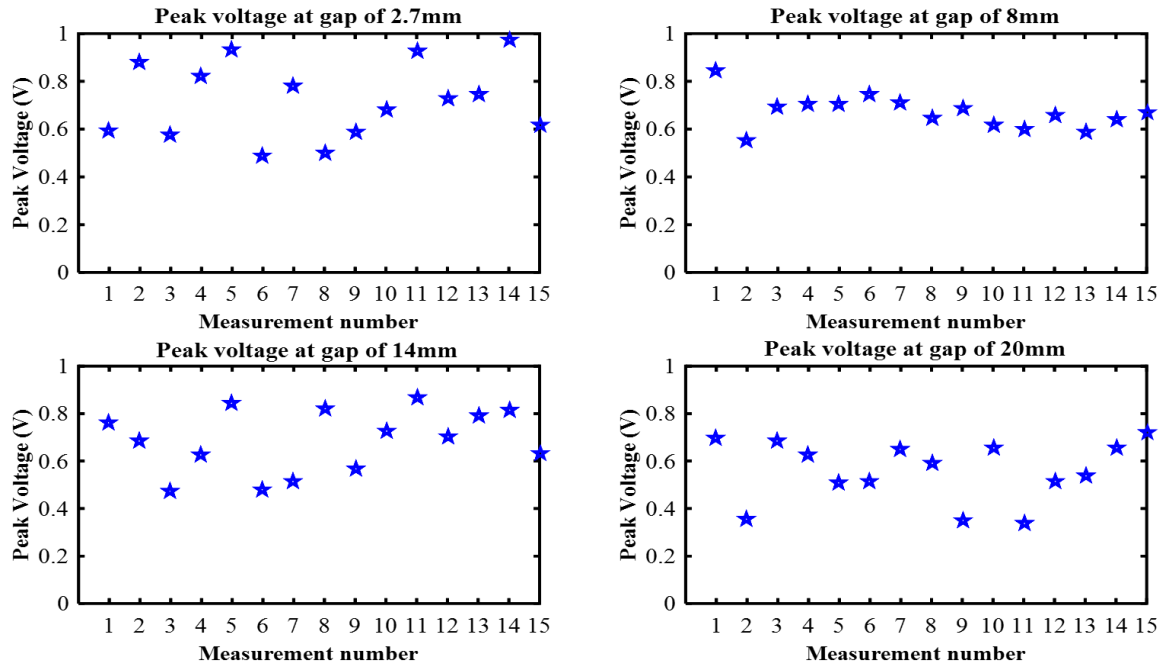 Peak voltage at gap of 2.7mm
Peak Voltage (V)
1
0.8
0.6
0.4
0.2
0
1 2 3 4 5 6 7 8 9 10 11 12 13 14 15
Measurement number
Peak voltage at gap of 8mm
Peak Voltage (V)
1
0.8
0.6
0.4
0.2
0
1 2 3 4 5 6 7 8 9 10 11 12 13 14 15
Measurement number
Peak voltage at gap of 14mm
Peak Voltage (V)
1
0.8
0.6
0.4
0.2
0
1 2 3 4 5 6 7 8 9 10 11 12 13 14 15
Measurement number
Peak voltage at gap of 20mm
Peak Voltage (V)
1
0.8
0.6
0.4
0.2
0
1 2 3 4 5 6 7 8 9 10 11 12 13 14 15
Measurement number